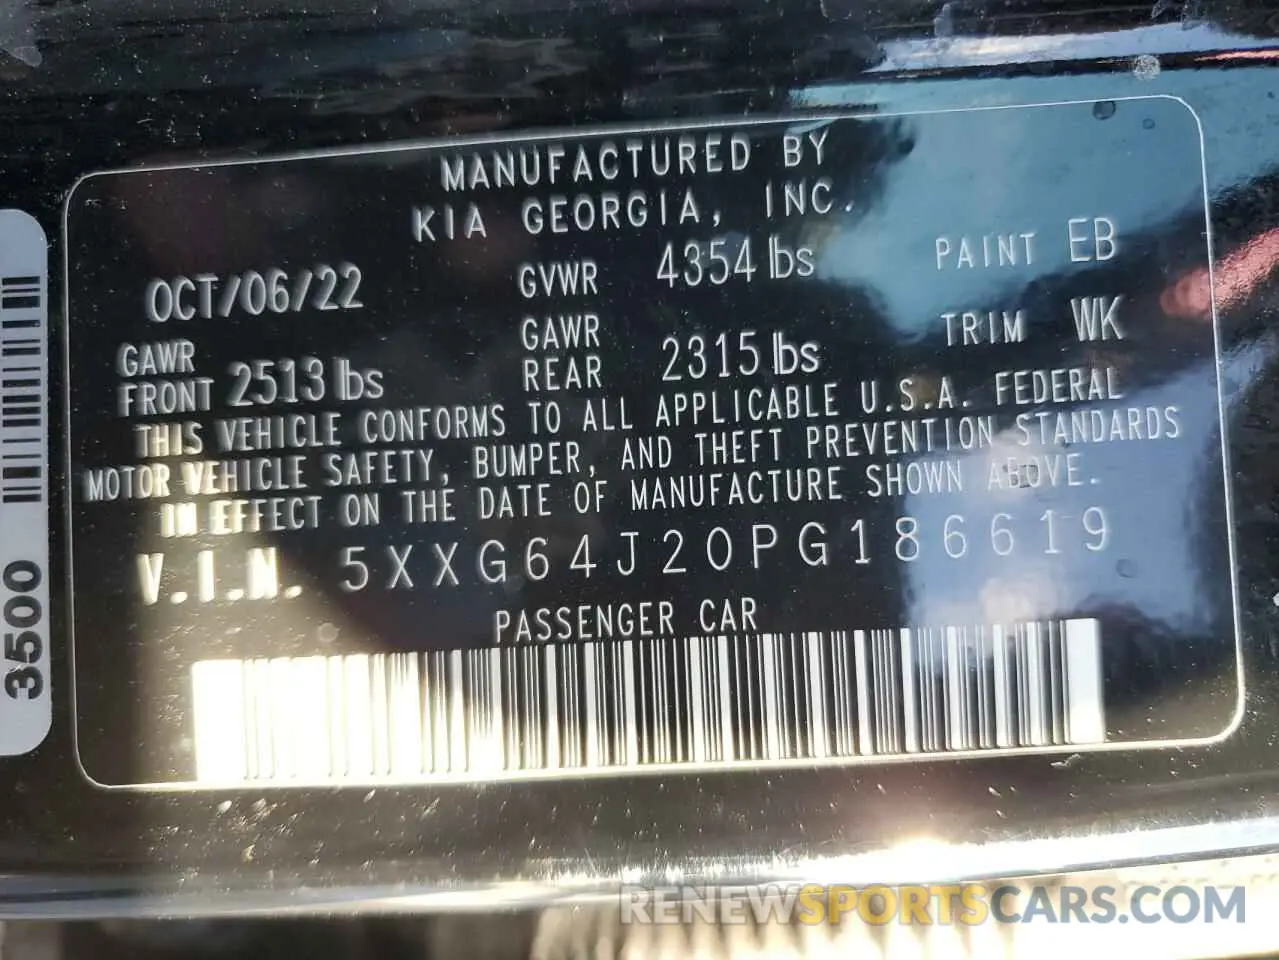 MANUFACTURED BY
KIA GEORGIA, INC.
OCT/06/22 GVWR 4354 lbs PAINT EB
GAWR FRONT 2513 lbs GAWR REAR 2315 lbs TRIM WK
THIS VEHICLE CONFORMS TO ALL APPLICABLE U.S.A. FEDERAL
MOTOR VEHICLE SAFETY, BUMPER, AND THEFT PREVENTION STANDARDS
IN EFFECT ON THE DATE OF MANUFACTURE SHOWN ABOVE.
V.I.N. 5XXG64J20PG186619
PASSENGER CAR
3500
RENEWSPORTSCARS.COM